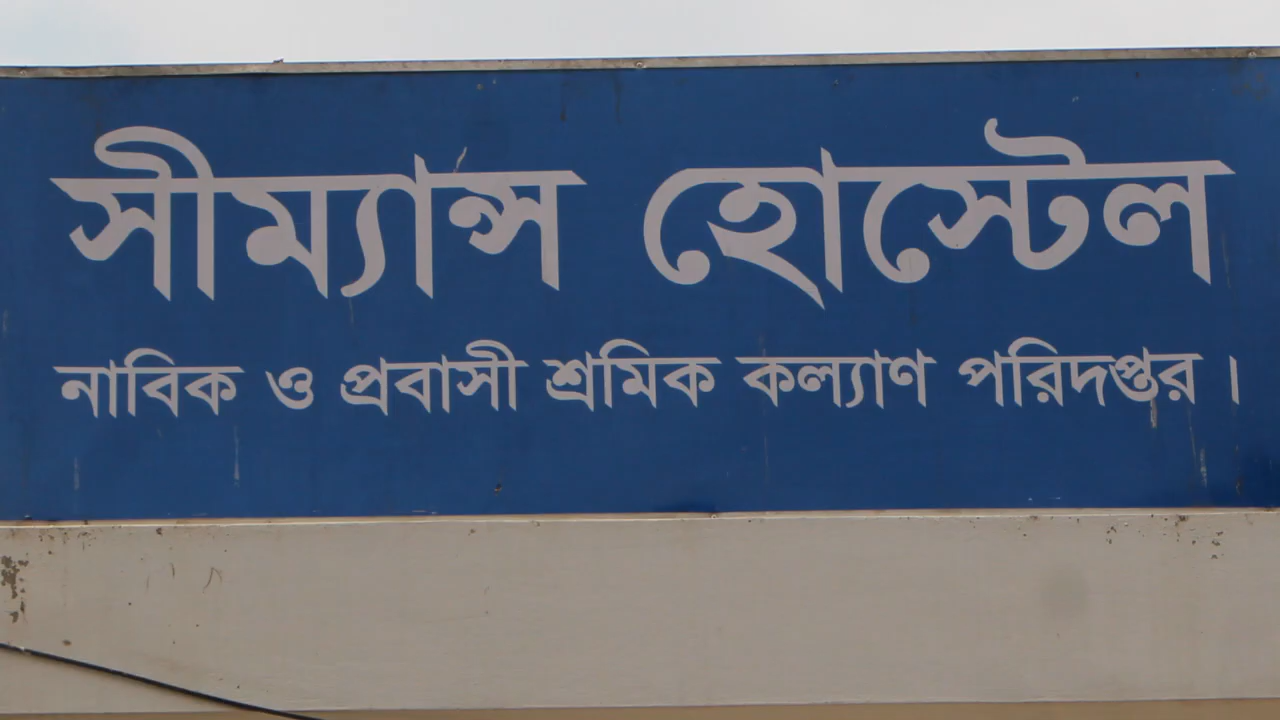 সীম্যান্স হোস্টেল
নাবিক ও প্রবাসী শ্রমিক কল্যাণ পরিদপ্তর।